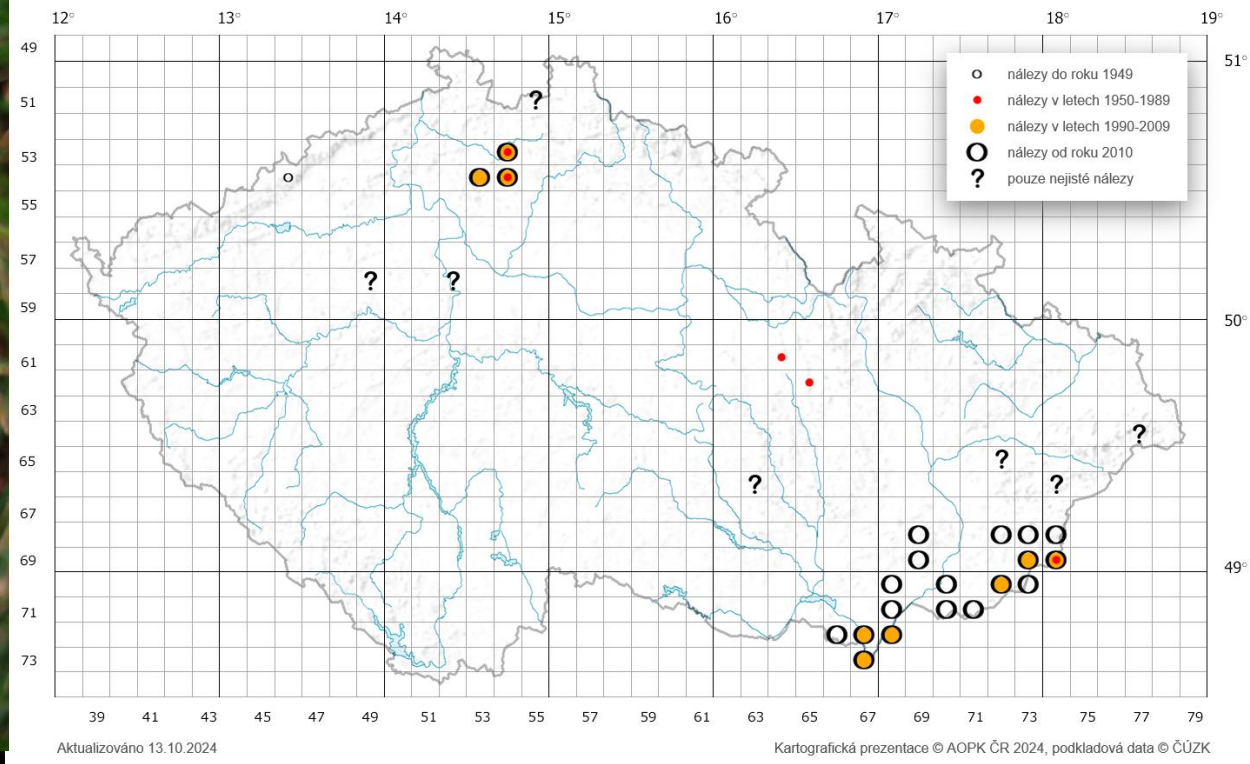 12° 13° 14° 15° 16° 17° 18° 19°
49 51°
nálezy do roku 1949
51
nálezy v letech 1950-1989
nálezy v letech 1990-2009
53
nálezy od roku 2010
? pouze nejisté nálezy
?
55
57
? ?
59 50°
61
63
?
65 ?
? ?
67
69 49°
71
73
39 41 43 45 47 49 51 53 55 57 59 61 63 65 67 69 71 73 75 77 79
Aktualizováno 13.10.2024 Kartografická prezentace © AOPK ČR 2024, podkladová data © ČÚZK